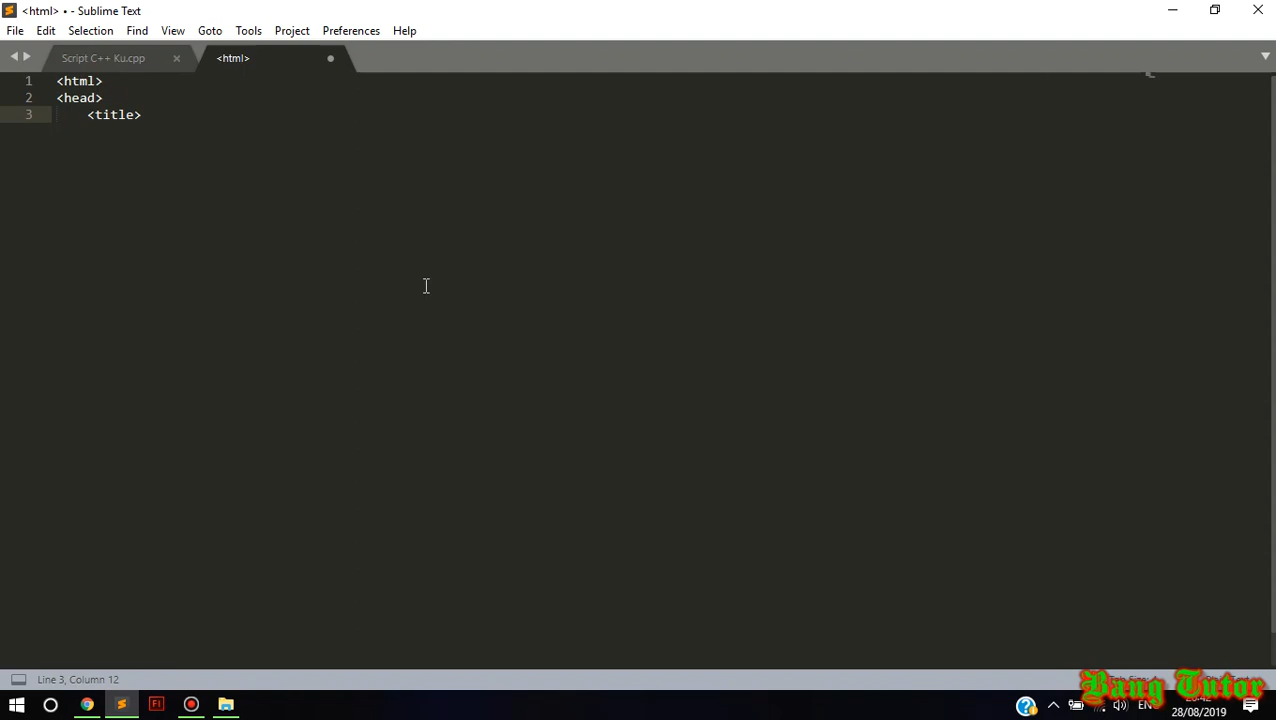 <html> • - Sublime Text
File Edit Selection Find View Goto Tools Project Preferences Help
Script C++ Ku.cpp × <html>
1 <html>
2 <head>
3 <title>
Line 3, Column 12
Bang Tutor
28/08/2019